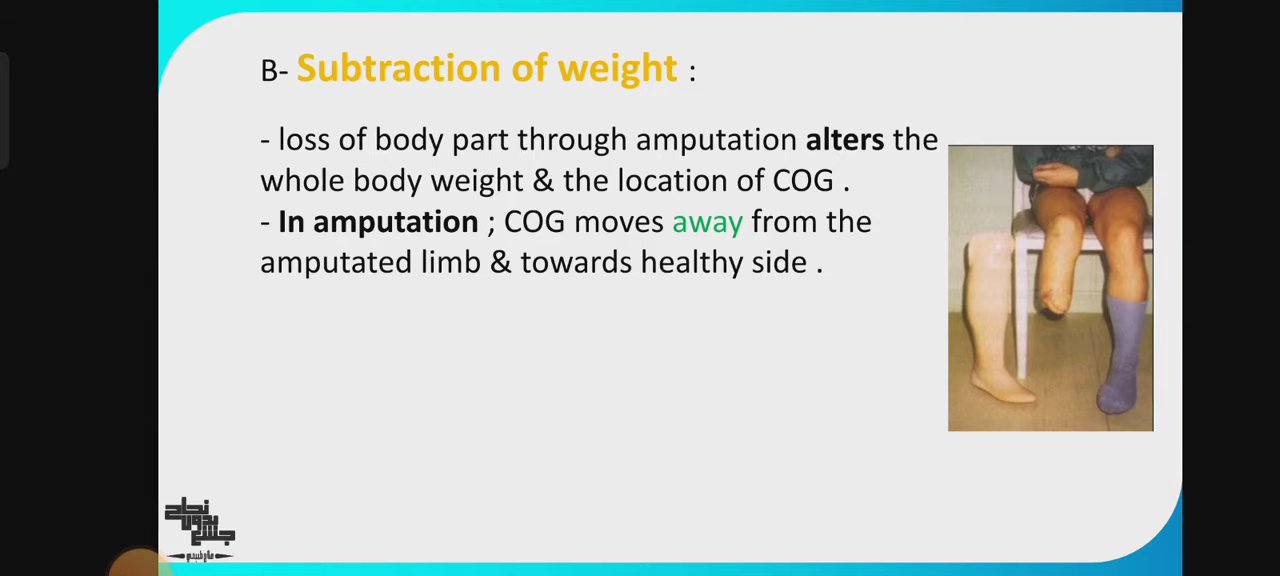 B- Subtraction of weight :
- loss of body part through amputation alters the
whole body weight & the location of COG .
- In amputation ; COG moves away from the
amputated limb & towards healthy side .